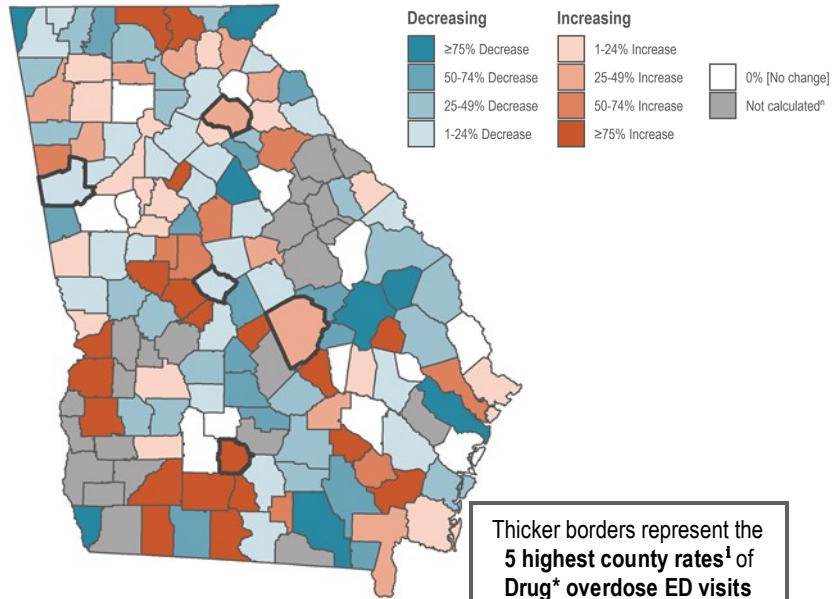 Decreasing
≥75% Decrease
50-74% Decrease
25-49% Decrease
1-24% Decrease
Increasing
1-24% Increase
25-49% Increase
50-74% Increase
≥75% Increase
0% [No change]
Not calculatedⁿ
Thicker borders represent the
5 highest county ratesⁱ of
Drug* overdose ED visits